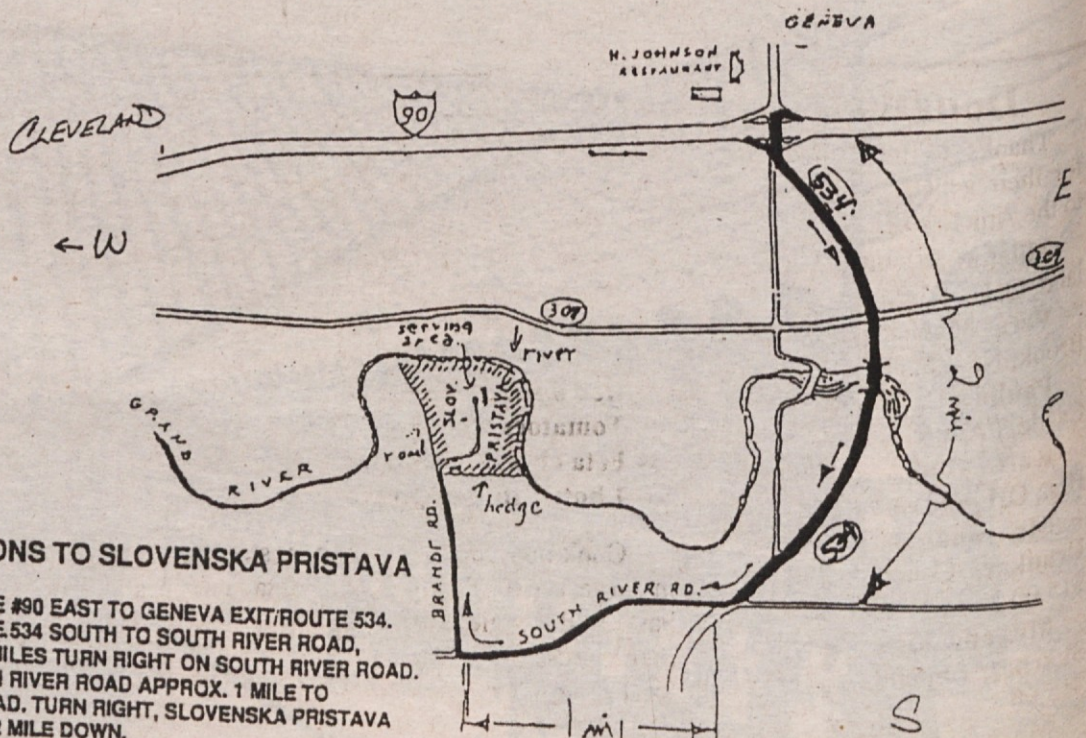 GENEVA
H. JOHNSON
RESTAURANT
CLEVELAND
90
534
E
← W
307
serving
area
river
SLOV.
PRISTAVA
2 mi
GRAND
RIVER
road
hedge
534
BRANDT RD.
SOUTH RIVER RD.
1 mi
S
ONS TO SLOVENSKA PRISTAVA
E #90 EAST TO GENEVA EXIT/ROUTE 534.
E.534 SOUTH TO SOUTH RIVER ROAD,
MILES TURN RIGHT ON SOUTH RIVER ROAD.
RIVER ROAD APPROX. 1 MILE TO
AD. TURN RIGHT, SLOVENSKA PRISTAVA
MILE DOWN.